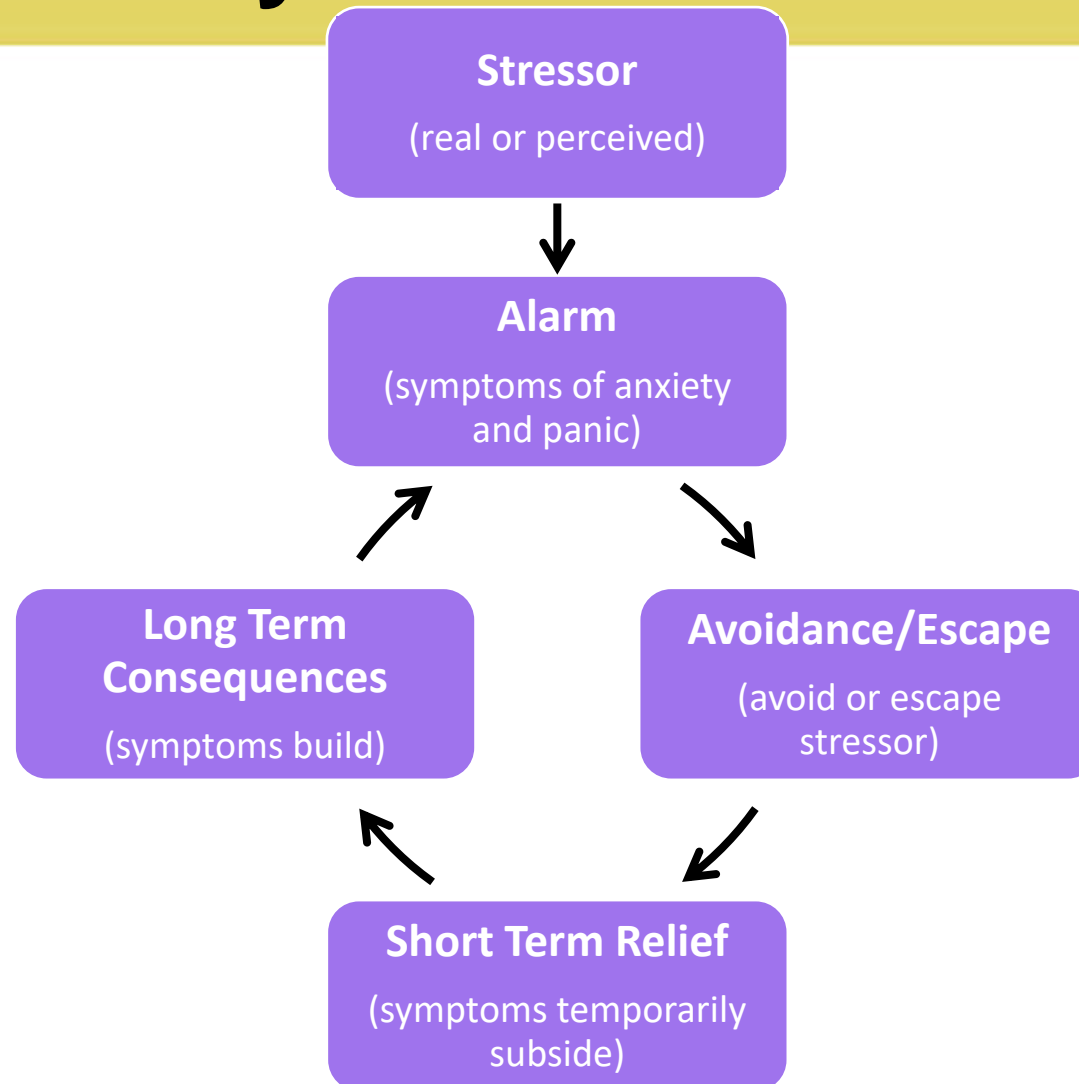 Stressor
(real or perceived)
Alarm
(symptoms of anxiety
and panic)
Long Term
Consequences
(symptoms build)
Avoidance/Escape
(avoid or escape
stressor)
Short Term Relief
(symptoms temporarily
subside)